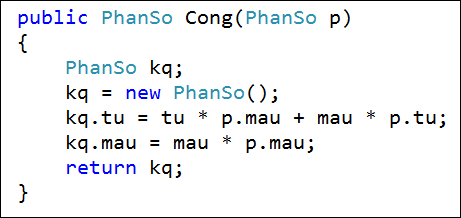 public PhanSo Cong(PhanSo p)
{
    PhanSo kq;
    kq = new PhanSo();
    kq.tu = tu * p.mau + mau * p.tu;
    kq.mau = mau * p.mau;
    return kq;
}